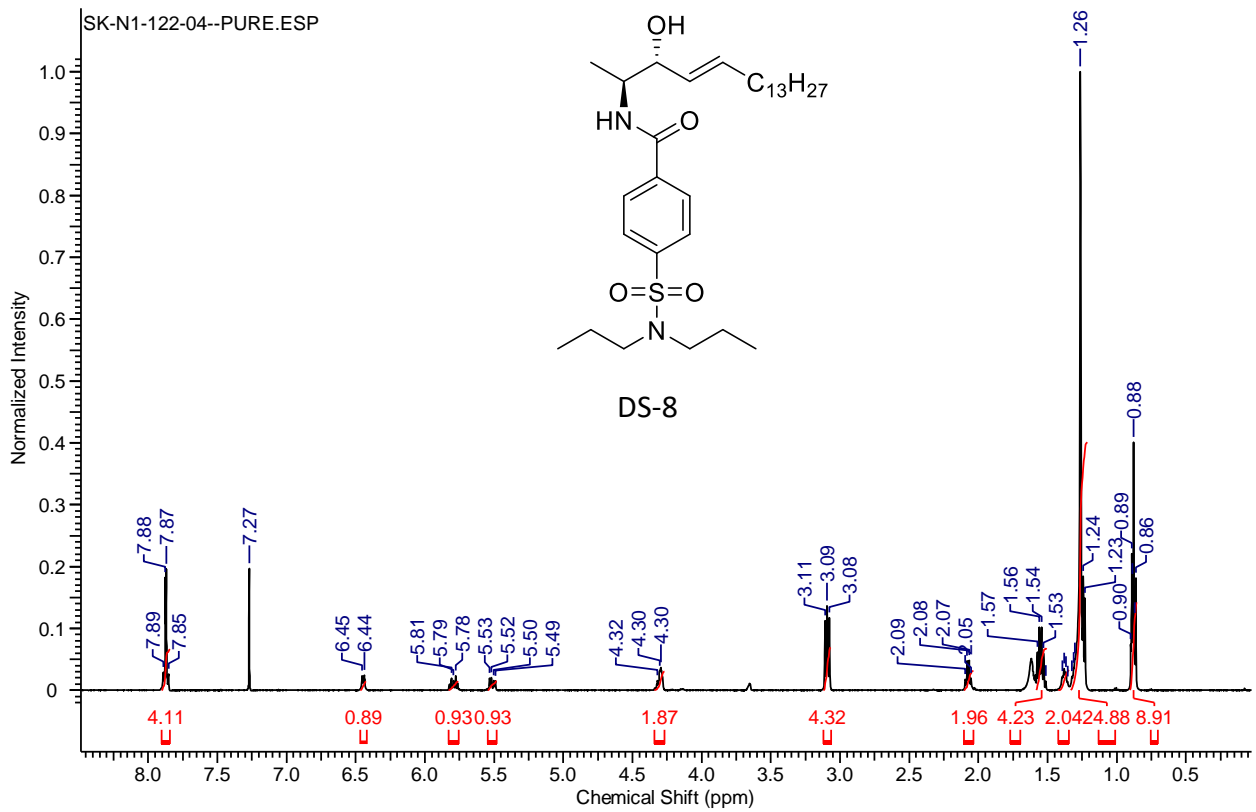 SK-N1-122-04--PURE.ESP
OH
C13H27
HN
O
O=S=O
N
DS-8
Normalized Intensity
1.0
0.9
0.8
0.7
0.6
0.5
0.4
0.3
0.2
0.1
0
7.89 7.88 7.87 7.85
7.27
6.45 6.44
5.81 5.79 5.78 5.53 5.52 5.50 5.49
4.32 4.30 4.30
3.11 3.09 3.08
2.09 2.08 2.07 2.05
1.57 1.56 1.54 1.53
1.26
1.24 1.23
0.90 0.89 0.88 0.86
4.11 0.89 0.93 0.93 1.87 4.32 1.96 4.23 2.04 24.88 8.91
8.0 7.5 7.0 6.5 6.0 5.5 5.0 4.5 4.0 3.5 3.0 2.5 2.0 1.5 1.0 0.5
Chemical Shift (ppm)